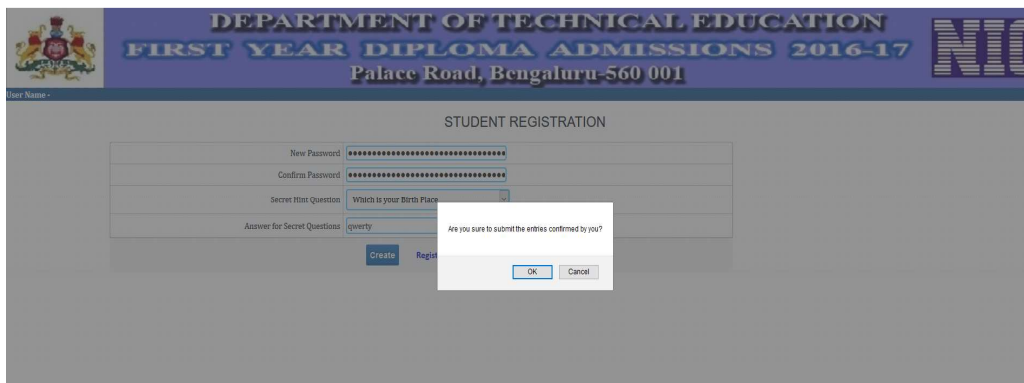 DEPARTMENT OF TECHNICAL EDUCATION
FIRST YEAR DIPLOMA ADMISSIONS 2016-17
Palace Road, Bengaluru-560 001
NIC
User Name -
STUDENT REGISTRATION
New Password
Confirm Password
Secret Hint Question Which is your Birth Place
Answer for Secret Questions qwerty
Create Regist
Are you sure to submit the entries confirmed by you?
OK Cancel